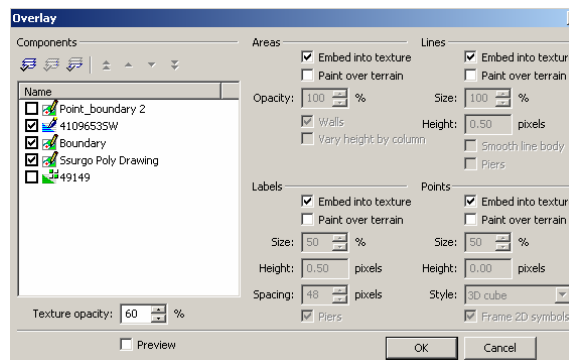 Overlay
Components
Name
Point_boundary 2
41096535W
Boundary
Ssurgo Poly Drawing
49149
Texture opacity: 60 %
Preview
Areas
Embed into texture
Paint over terrain
Opacity: 100 %
Walls
Vary height by column
Lines
Embed into textur
Paint over terrain
Size: 100 %
Height: 0.50 pixels
Smooth line body
Piers
Labels
Embed into texture
Paint over terrain
Size: 50 %
Height: 0.50 pixels
Spacing: 48 pixels
Piers
Points
Embed into textur
Paint over terrain
Size: 50 %
Height: 0.00 pixels
Style: 3D cube
Frame 2D symbols
OK
Cancel